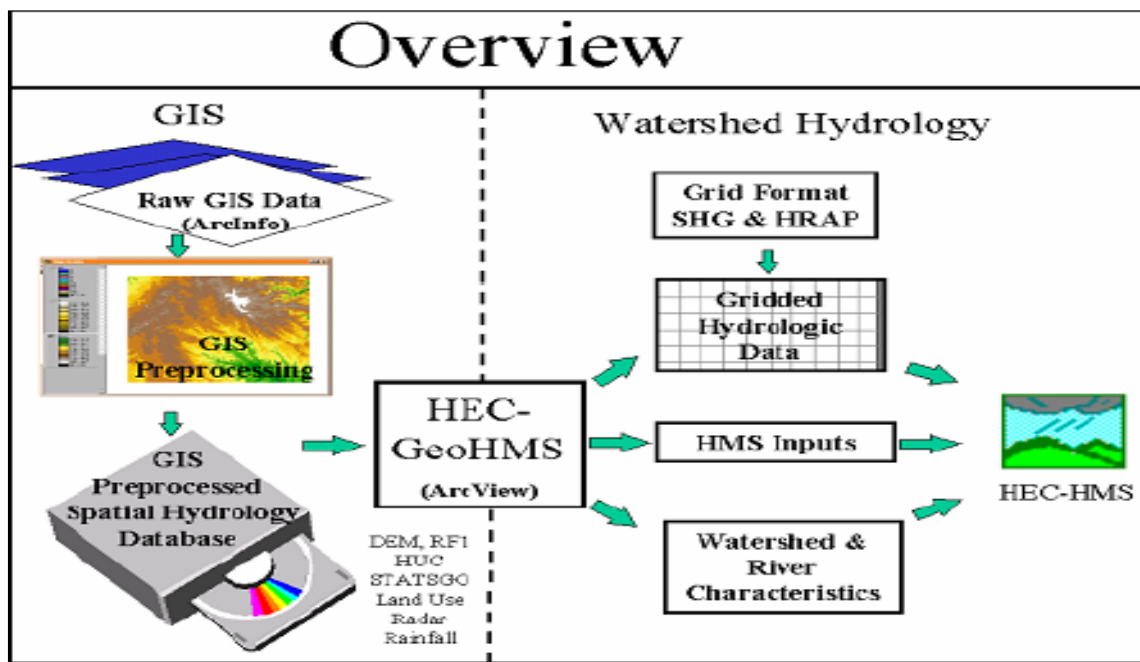 Overview
GIS
Raw GIS Data
(ArcInfo)
GIS
Preprocessing
GIS
Preprocessed
Spatial Hydrology
Database
DEM, RF1
HUC
STATSGO
Land Use
Radar
Rainfall
HEC-
GeoHMS
(ArcView)
Watershed Hydrology
Grid Format
SHG & HRAP
Gridded
Hydrologic
Data
HMS Inputs
Watershed &
River
Characteristics
HEC-HMS